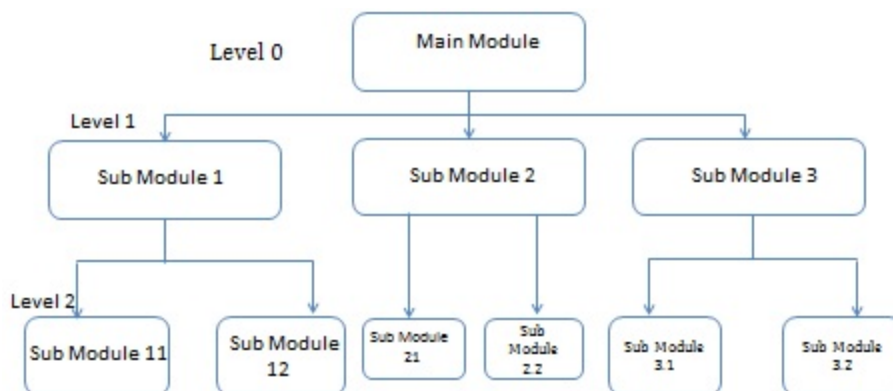 Main Module
Level 0
Level 1
Sub Module 1
Sub Module 2
Sub Module 3
Level 2
Sub Module 11
Sub Module
12
Sub Module
21
Sub
Module
2.2
Sub Module
3.1
Sub Module
3.2